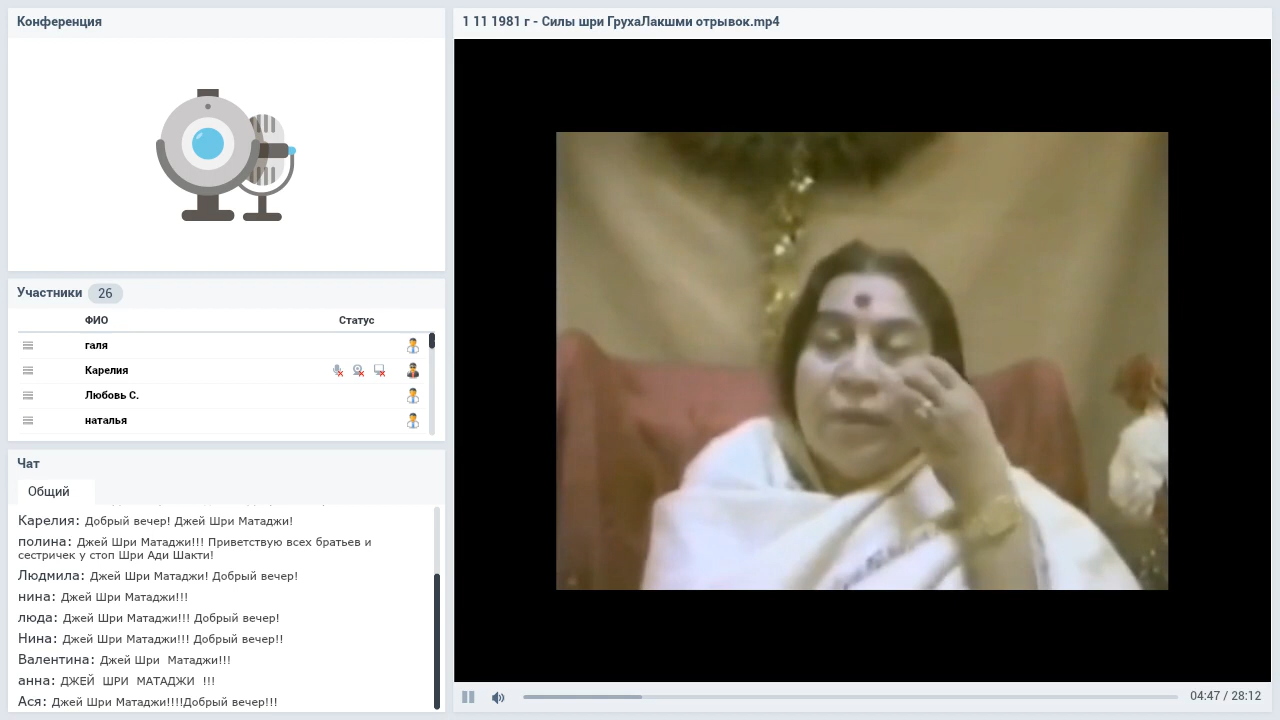 Конференция
1 11 1981 г - Силы шри ГрухаЛакшми отрывок.mp4
Участники 26
ФИО Статус
галя
Карелия
Любовь С.
наталья
Чат
Общий
Карелия: Добрый вечер! Джей Шри Матаджи!
полина: Джей Шри Матаджи!!! Приветствую всех братьев и
сестричек у стоп Шри Ади Шакти!
Людмила: Джей Шри Матаджи! Добрый вечер!
нина: Джей Шри Матаджи!!!
люда: Джей Шри Матаджи!!! Добрый вечер!
Нина: Джей Шри Матаджи!!! Добрый вечер!!
Валентина: Джей Шри Матаджи!!!
анна: ДЖЕЙ ШРИ МАТАДЖИ !!!
Ася: Джей Шри Матаджи!!!!Добрый вечер!!!
04:47 / 28:12